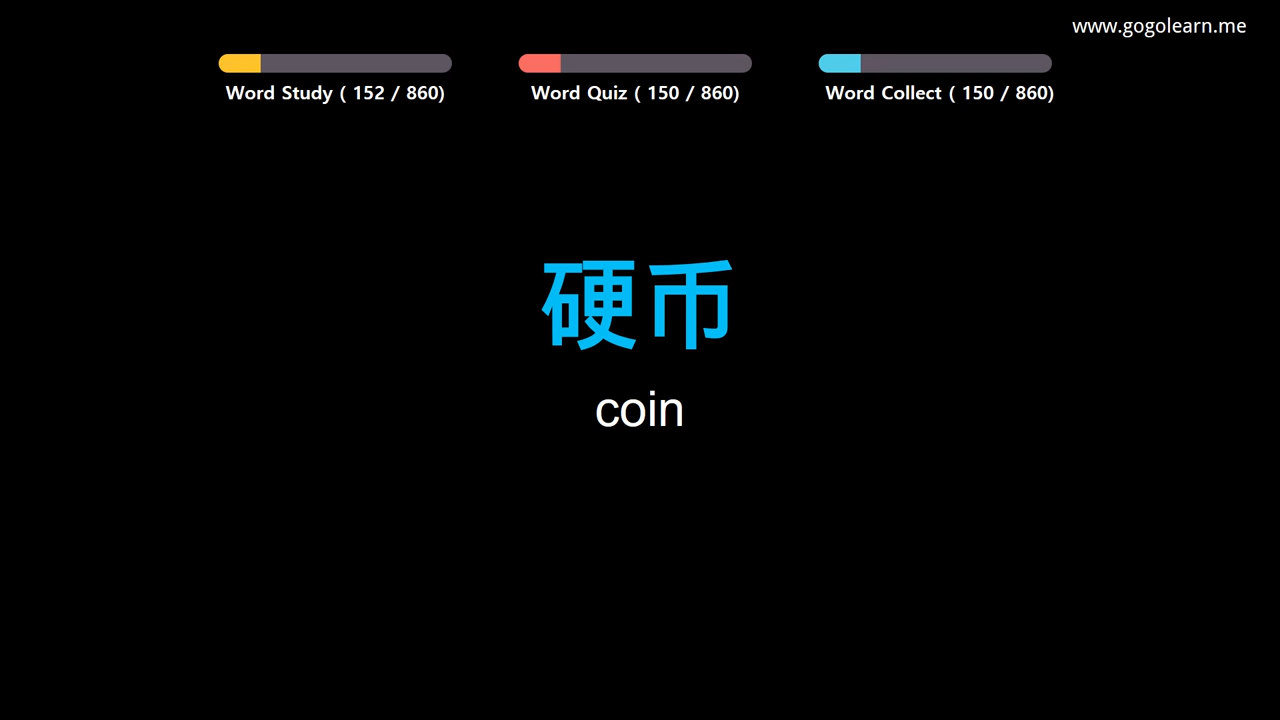 www.gogolearn.me
Word Study ( 152 / 860)
Word Quiz ( 150 / 860)
Word Collect ( 150 / 860)
硬币
coin